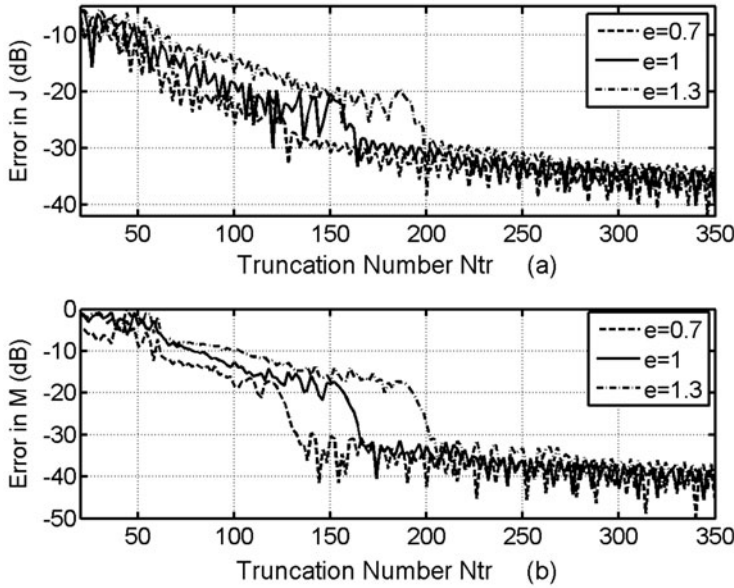 -10
-20
-30
-40
Error in J (dB)
e=0.7
e=1
e=1.3
50 100 150 200 250 300 350
Truncation Number Ntr (a)
0
-10
-20
-30
-40
-50
Error in M (dB)
e=0.7
e=1
e=1.3
50 100 150 200 250 300 350
Truncation Number Ntr (b)